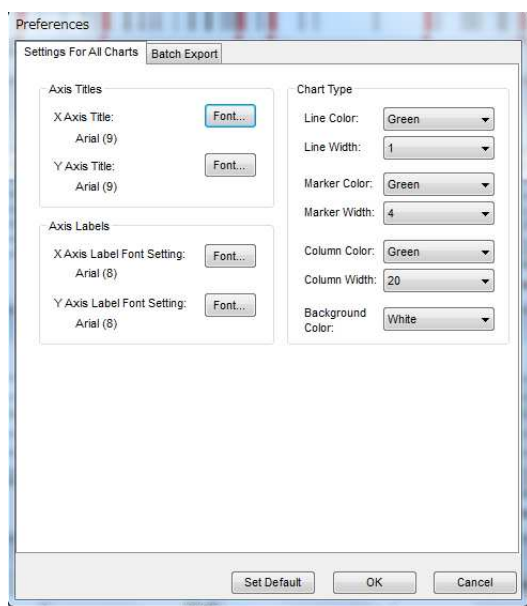 Preferences
Settings For All Charts
Batch Export
Axis Titles
X Axis Title:
Font...
Arial (9)
Y Axis Title:
Font...
Arial (9)
Axis Labels
X Axis Label Font Setting:
Font...
Arial (8)
Y Axis Label Font Setting:
Font...
Arial (8)
Chart Type
Line Color:
Green
Line Width:
1
Marker Color:
Green
Marker Width:
4
Column Color:
Green
Column Width:
20
Background
Color:
White
Set Default
OK
Cancel